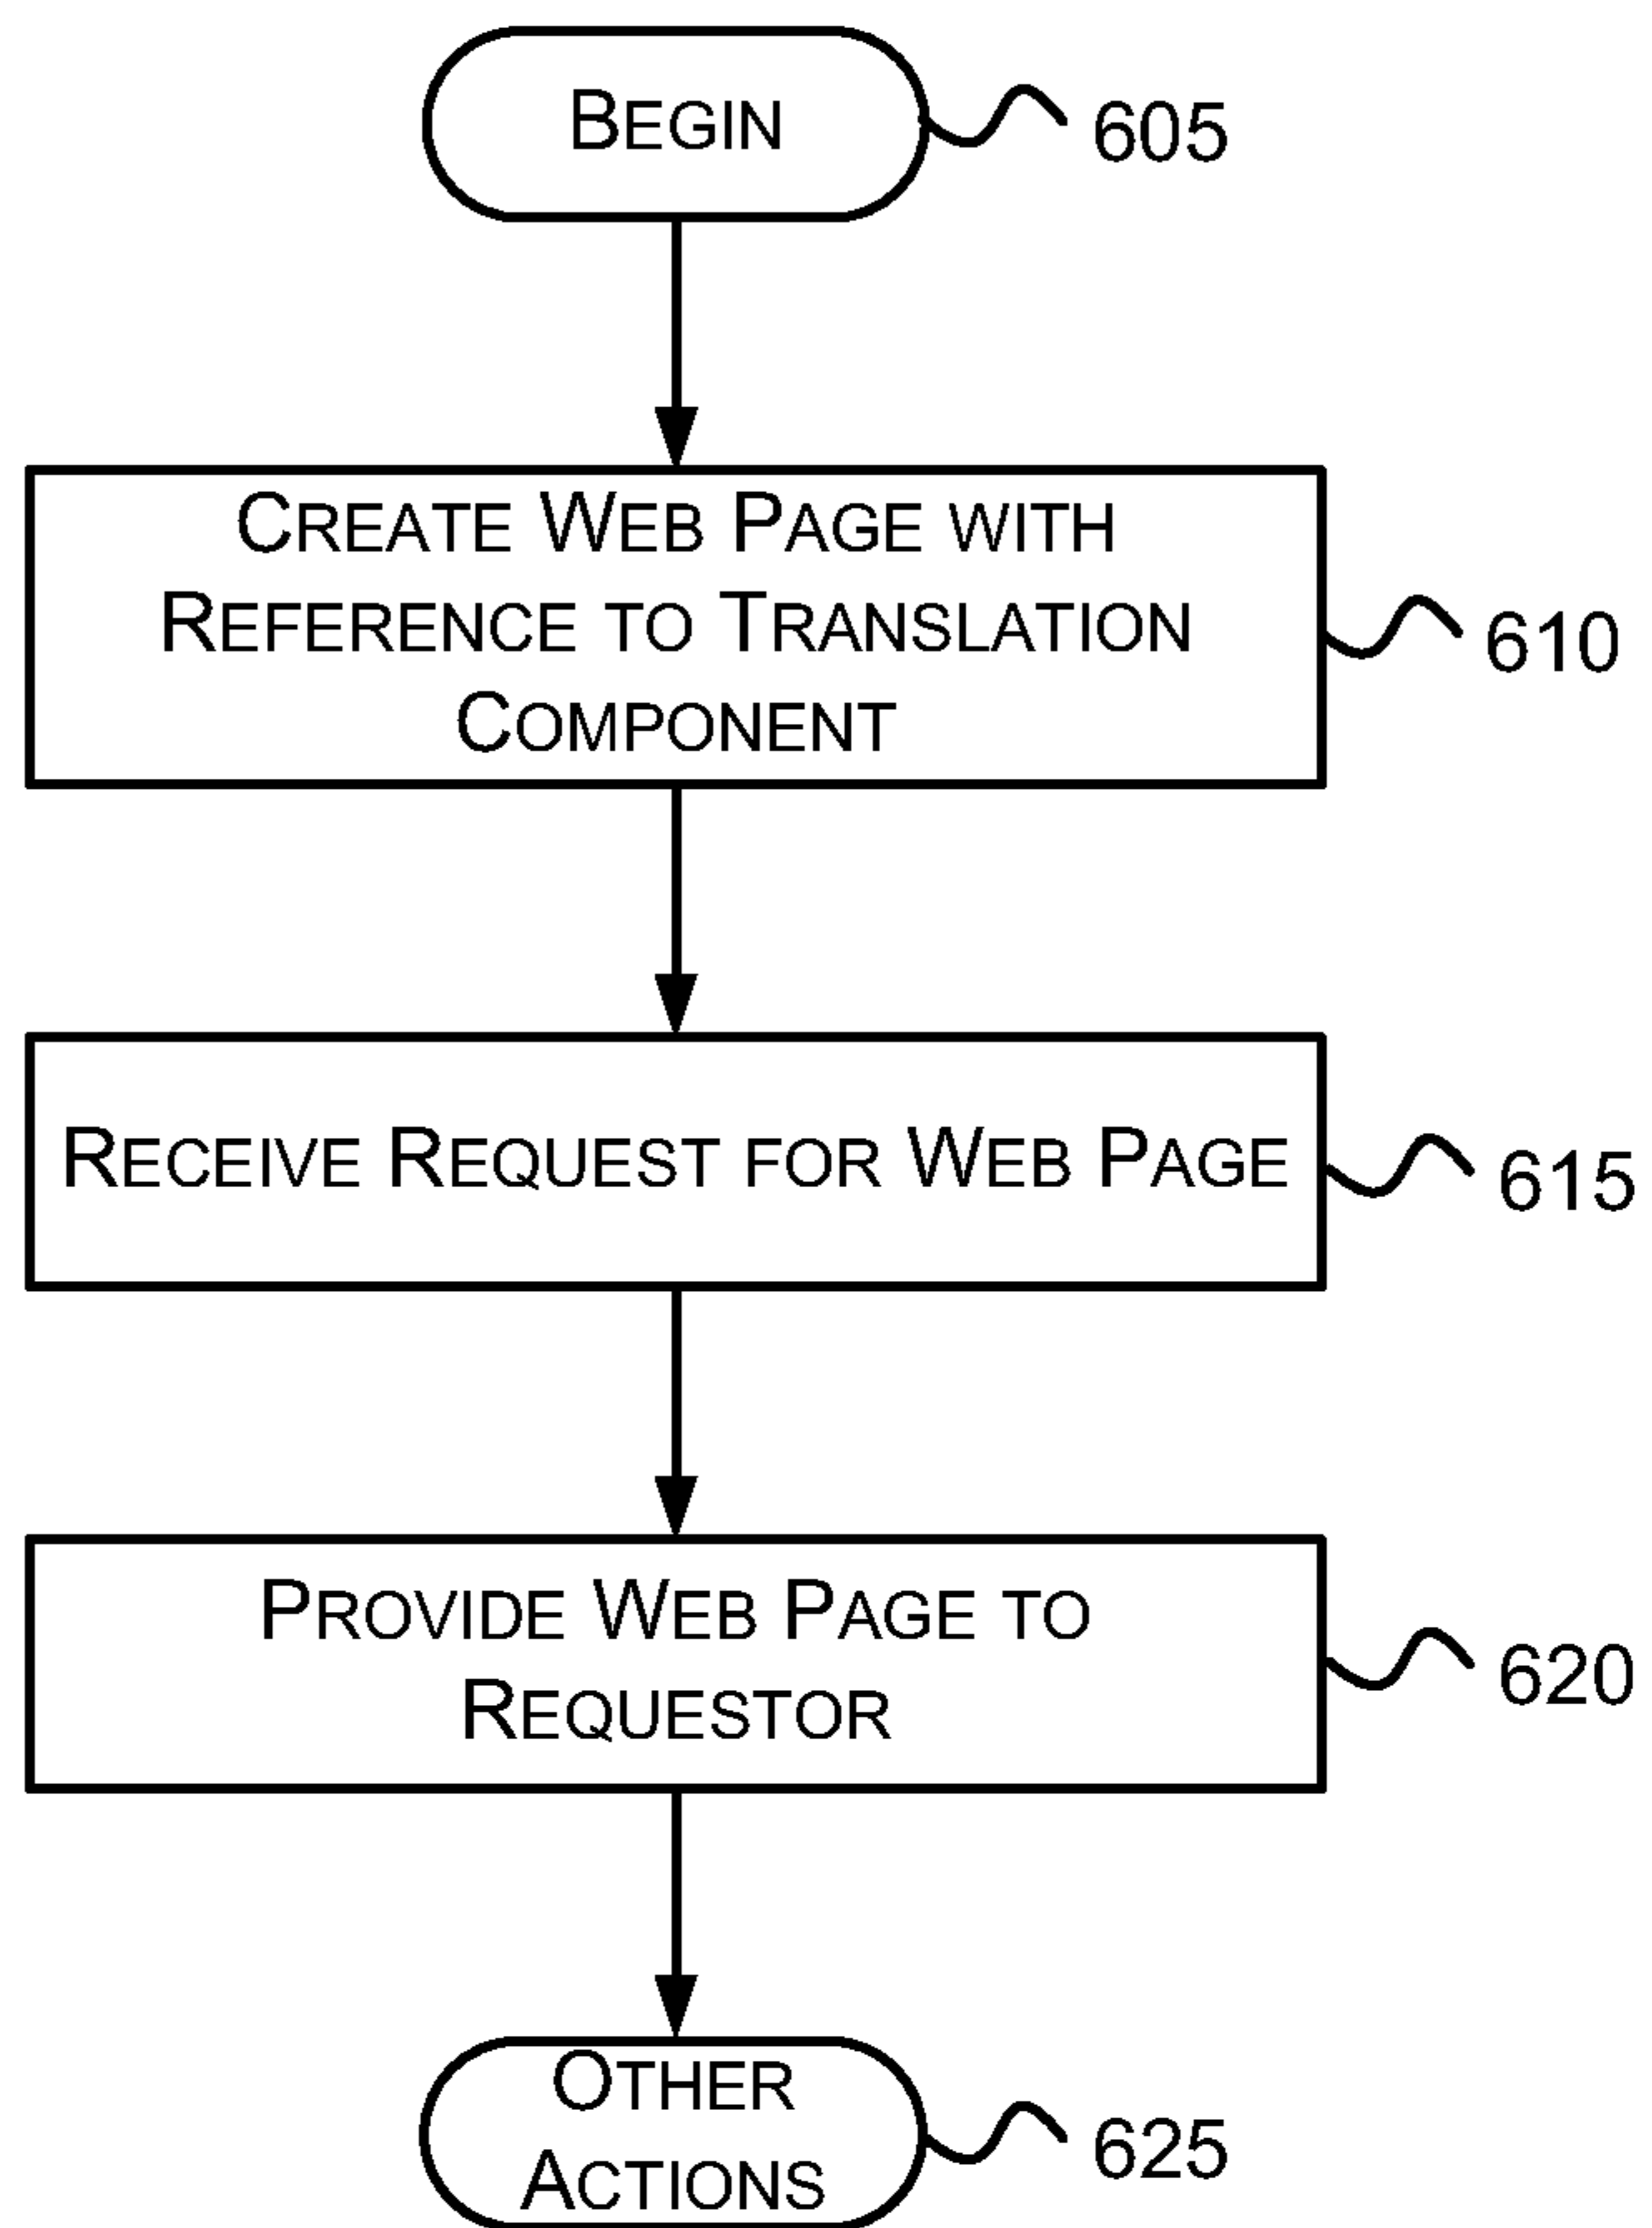 BEGIN
605
CREATE WEB PAGE WITH
REFERENCE TO TRANSLATION
COMPONENT
610
RECEIVE REQUEST FOR WEB PAGE
615
PROVIDE WEB PAGE TO
REQUESTOR
620
OTHER
ACTIONS
625